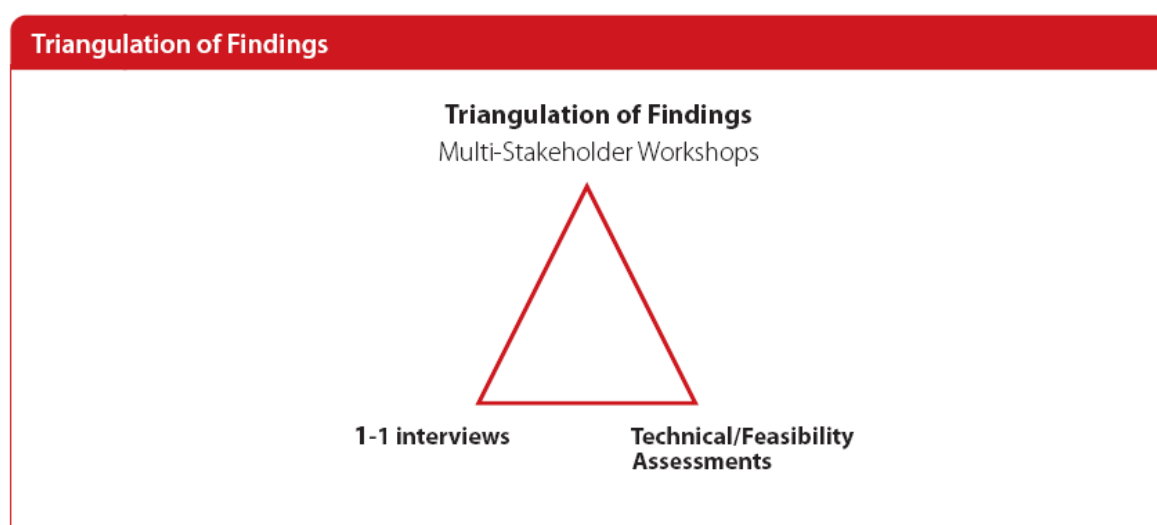 Triangulation of Findings
Triangulation of Findings
Multi-Stakeholder Workshops
1-1 interviews
Technical/Feasibility
Assessments